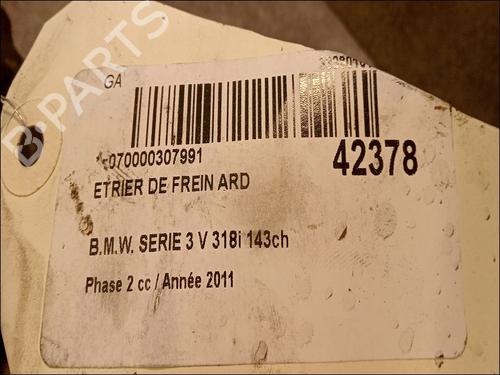 B-PARTS
GA
070000307991
42378
ETRIER DE FREIN ARD
B.M.W. SERIE 3 V 318i 143ch
Phase 2 cc / Année 2011